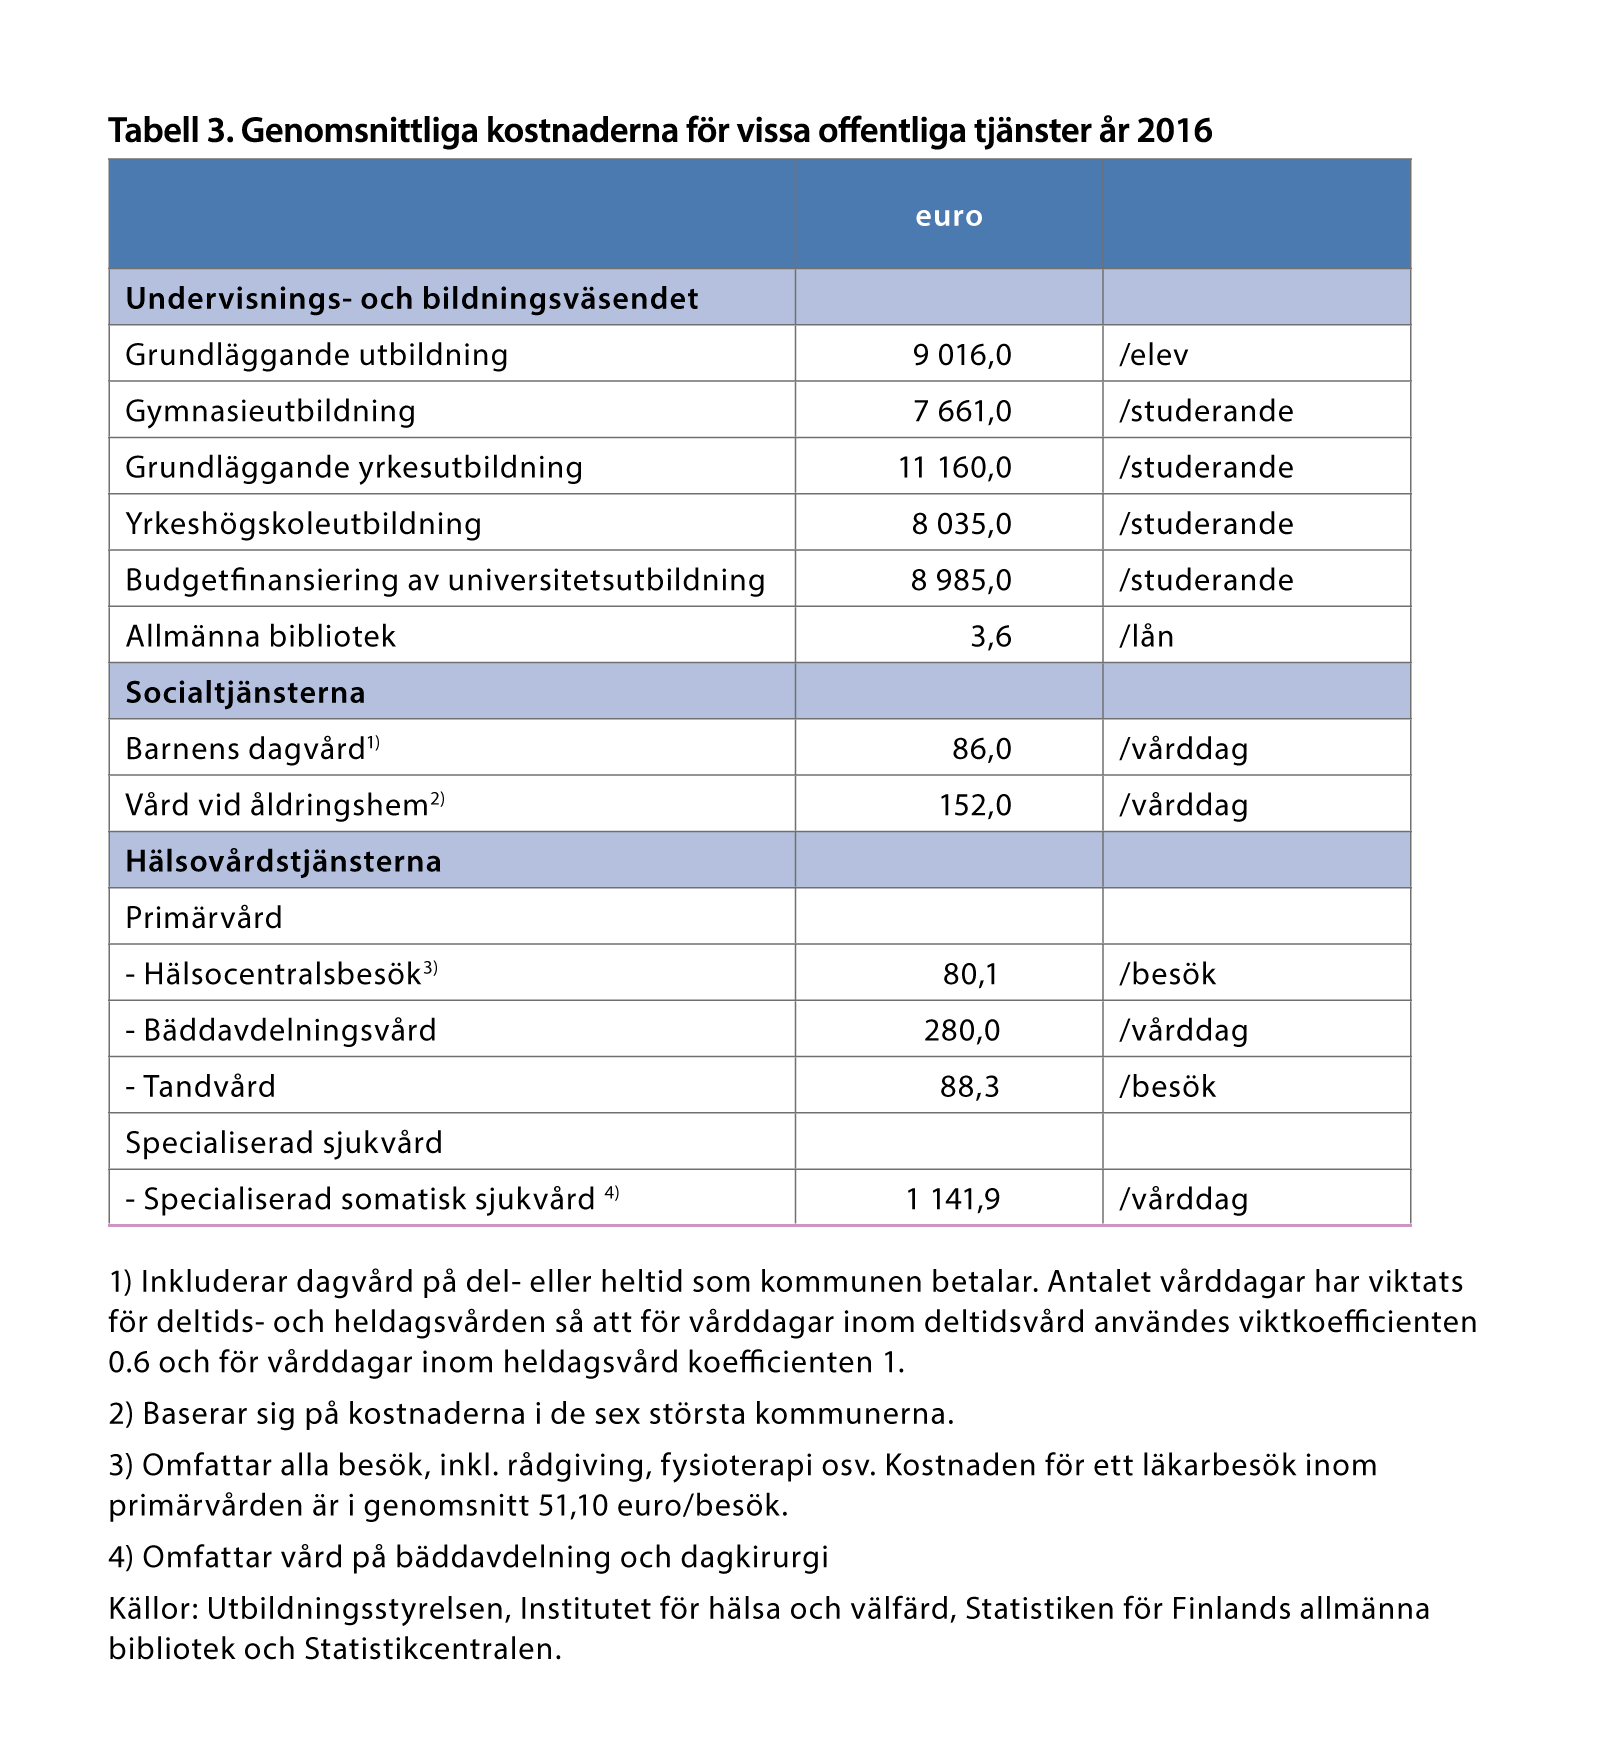 Tabell 3. Genomsnittliga kostnaderna för vissa offentliga tjänster år 2016
euro
Undervisnings- och bildningsväsendet
Grundläggande utbildning 9 016,0 /elev
Gymnasieutbildning 7 661,0 /studerande
Grundläggande yrkesutbildning 11 160,0 /studerande
Yrkeshögskoleutbildning 8 035,0 /studerande
Budgetfinansiering av universitetsutbildning 8 985,0 /studerande
Allmänna bibliotek 3,6 /lån
Socialtjänsterna
Barnens dagvård1) 86,0 /vårddag
Vård vid åldringshem2) 152,0 /vårddag
Hälsovårdstjänsterna
Primärvård
- Hälsocentralsbesök3) 80,1 /besök
- Bäddavdelningsvård 280,0 /vårddag
- Tandvård 88,3 /besök
Specialiserad sjukvård
- Specialiserad somatisk sjukvård 4) 1 141,9 /vårddag
1) Inkluderar dagvård på del- eller heltid som kommunen betalar. Antalet vårddagar har viktats
för deltids- och heldagsvården så att för vårddagar inom deltidsvård användes viktkoefficienten
0.6 och för vårddagar inom heldagsvård koefficienten 1.
2) Baserar sig på kostnaderna i de sex största kommunerna.
3) Omfattar alla besök, inkl. rådgiving, fysioterapi osv. Kostnaden för ett läkarbesök inom
primärvården är i genomsnitt 51,10 euro/besök.
4) Omfattar vård på bäddavdelning och dagkirurgi
Källor: Utbildningsstyrelsen, Institutet för hälsa och välfärd, Statistiken för Finlands allmänna
bibliotek och Statistikcentralen.